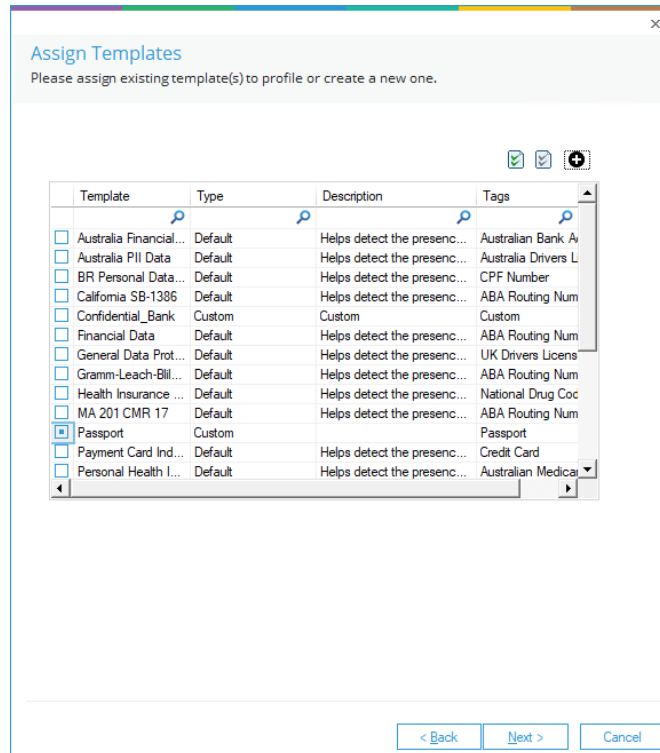 Assign Templates
Please assign existing template(s) to profile or create a new one.
Template Type Description Tags
Australia Financial... Default Helps detect the presenc... Australian Bank A
Australia PII Data Default Helps detect the presenc... Australia Drivers L
BR Personal Data... Default Helps detect the presenc... CPF Number
California SB-1386 Default Helps detect the presenc... ABA Routing Num
Confidential_Bank Custom Custom Custom
Financial Data Default Helps detect the presenc... ABA Routing Num
General Data Prot... Default Helps detect the presenc... UK Drivers Licens
Gramm-Leach-Blil... Default Helps detect the presenc... ABA Routing Num
Health Insurance ... Default Helps detect the presenc... National Drug Cod
MA 201 CMR 17 Default Helps detect the presenc... ABA Routing Num
Passport Custom Passport
Payment Card Ind... Default Helps detect the presenc... Credit Card
Personal Health I... Default Helps detect the presenc... Australian Medicar
< Back Next > Cancel